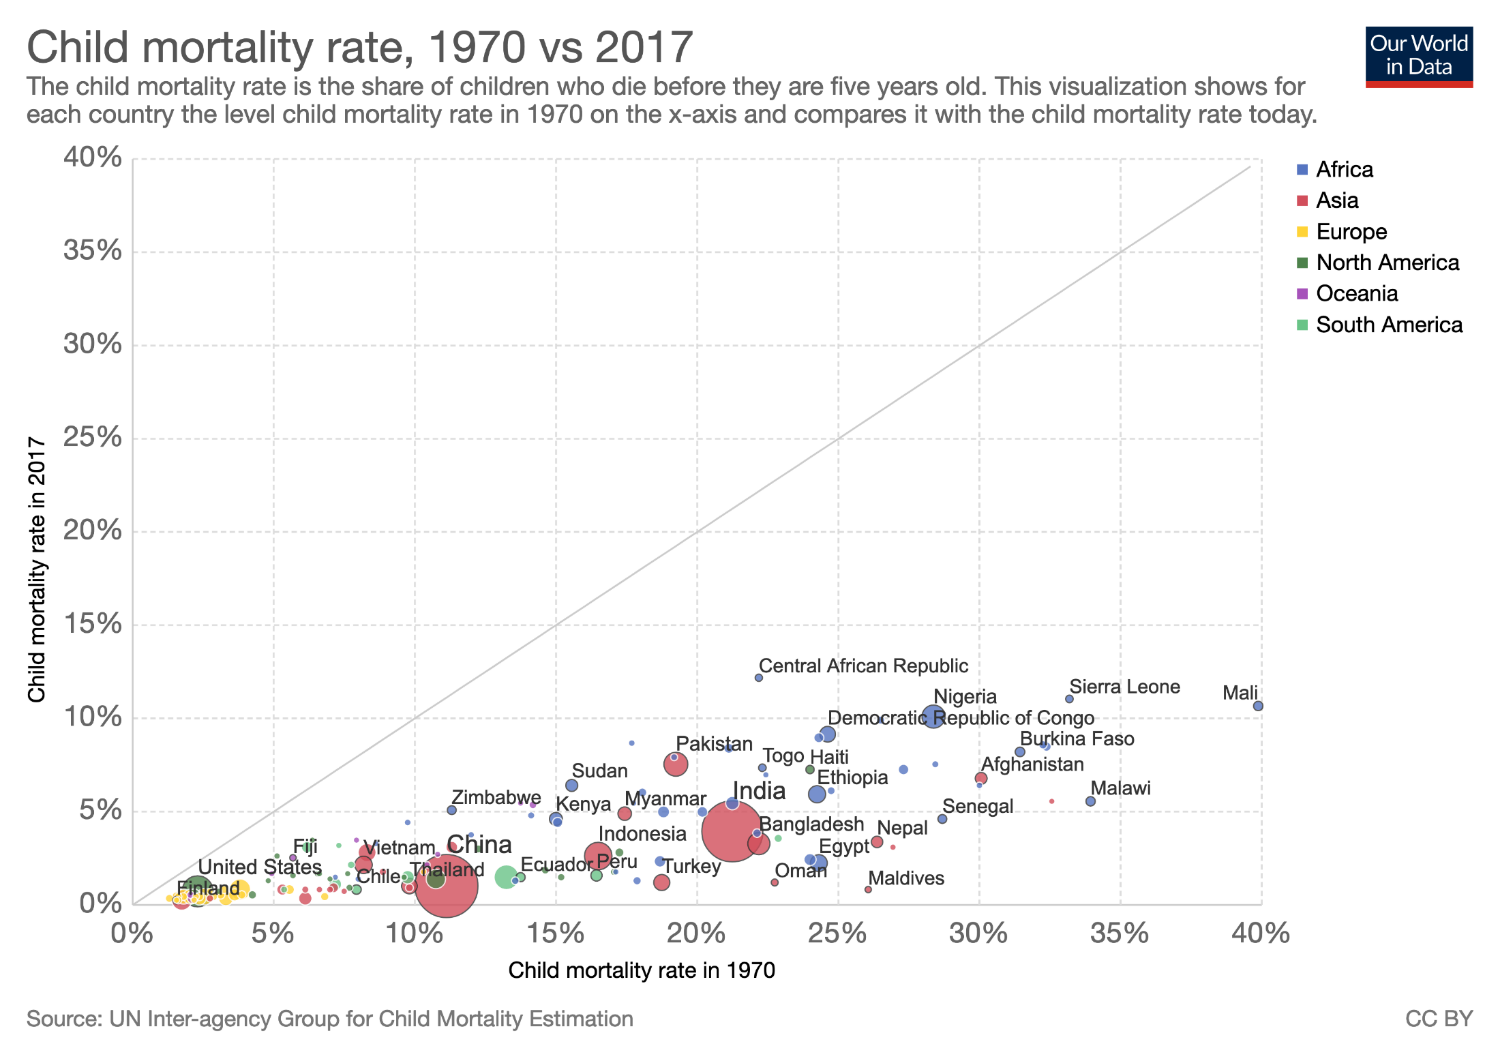 Child mortality rate, 1970 vs 2017
Our World
in Data
The child mortality rate is the share of children who die before they are five years old. This visualization shows for
each country the level child mortality rate in 1970 on the x-axis and compares it with the child mortality rate today.
40%
35%
30%
25%
20%
15%
10%
5%
0%
Child mortality rate in 2017
Africa
Asia
Europe
North America
Oceania
South America
Central African Republic
Sierra Leone
Mali
Nigeria
Democratic Republic of Congo
Burkina Faso
Pakistan
Togo
Haiti
Afghanistan
Sudan
Ethiopia
Malawi
India
Zimbabwe
Kenya
Myanmar
Senegal
Bangladesh
Nepal
Indonesia
Fiji
Vietnam
China
Egypt
United States
Thailand
Ecuador
Peru
Turkey
Oman
Chile
Maldives
Finland
0%
5%
10%
15%
20%
25%
30%
35%
40%
Child mortality rate in 1970
Source: UN Inter-agency Group for Child Mortality Estimation
CC BY